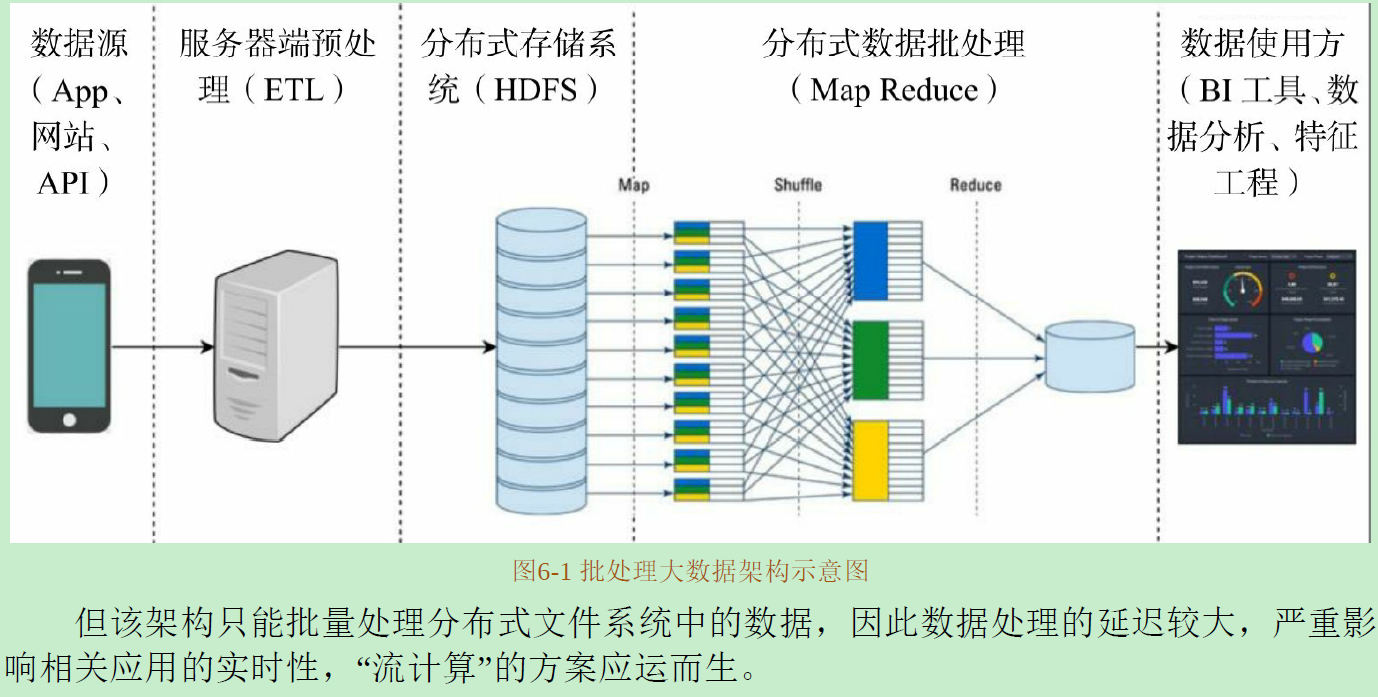 数据源
（App、
网站、
API）
服务器端预处
理（ETL）
分布式存储系
统（HDFS）
分布式数据批处理
（Map Reduce）
数据使用方
（BI 工具、数
据分析、特征
工程）
Map
Shuffle
Reduce
图6-1 批处理大数据架构示意图
但该架构只能批量处理分布式文件系统中的数据，因此数据处理的延迟较大，严重影
响相关应用的实时性，“流计算”的方案应运而生。